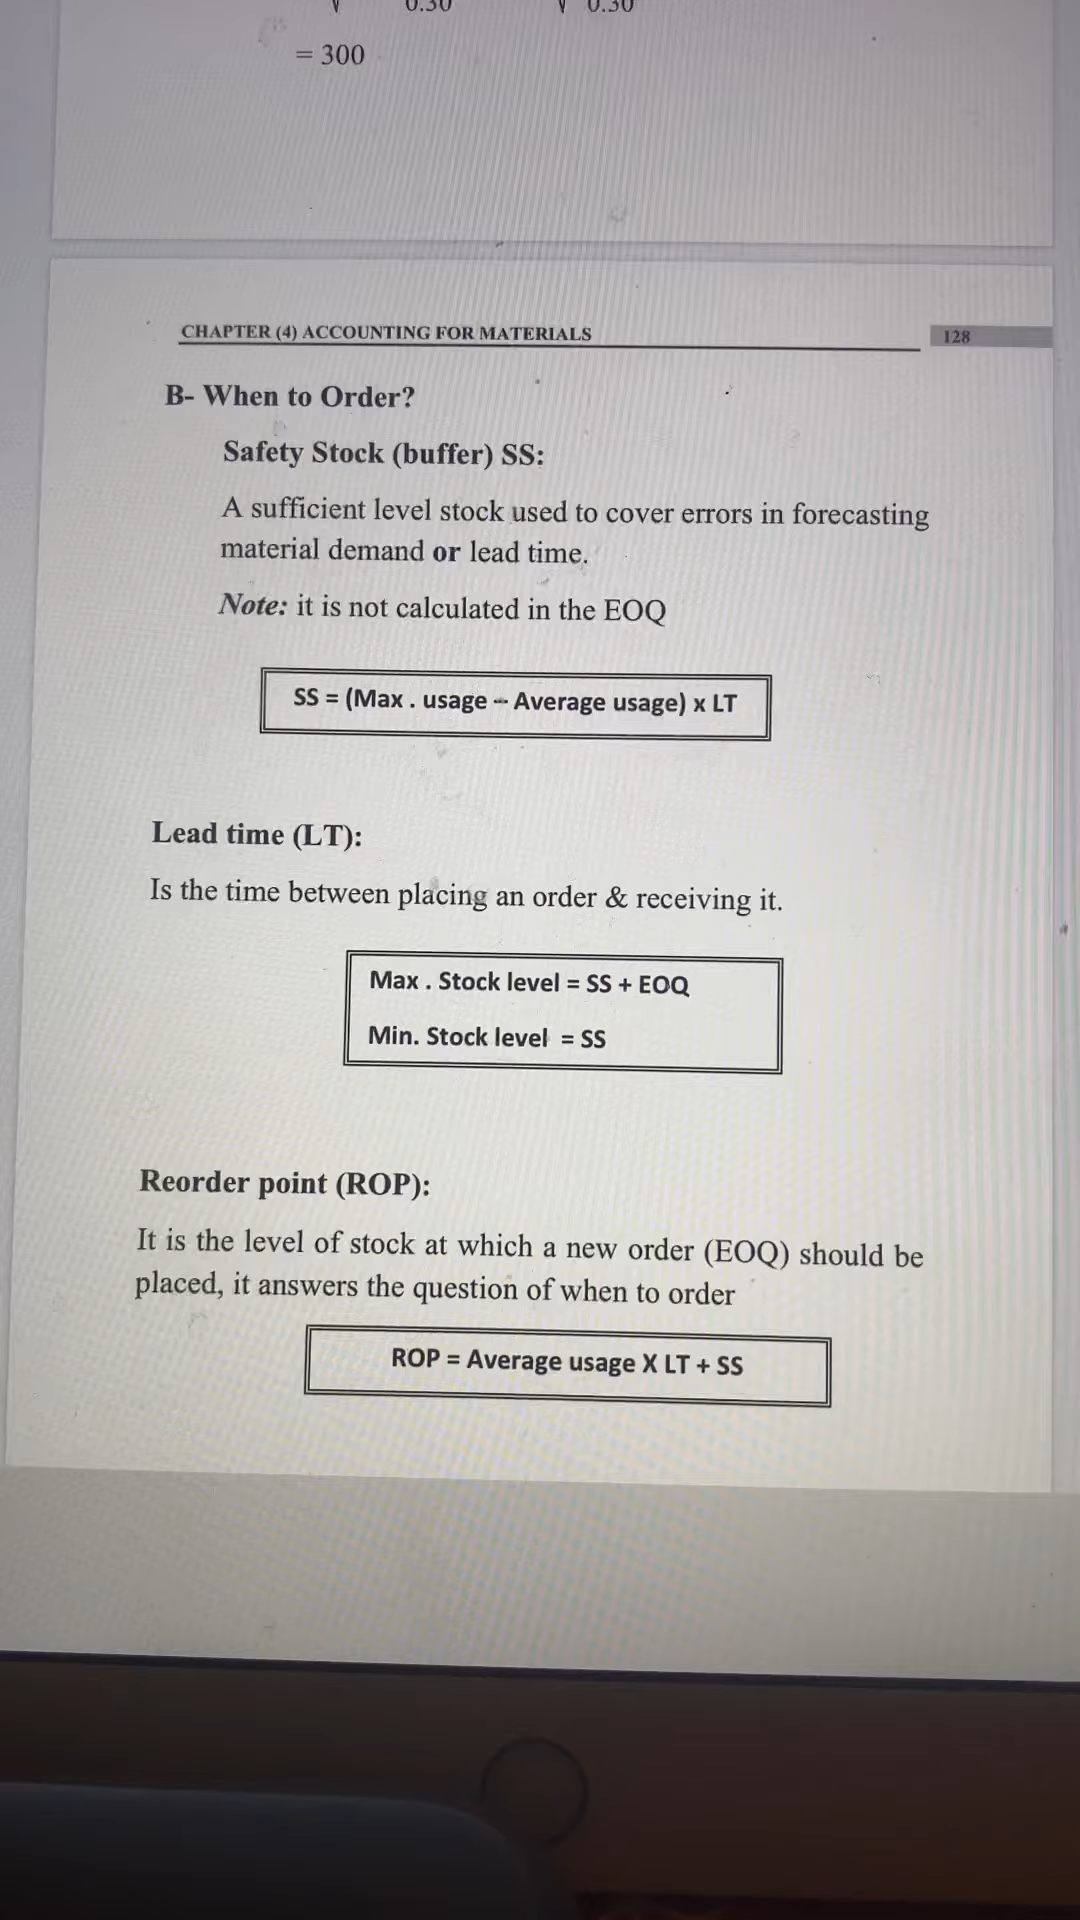 0.30 0.30
= 300
CHAPTER (4) ACCOUNTING FOR MATERIALS 128
B- When to Order?
Safety Stock (buffer) SS:
A sufficient level stock used to cover errors in forecasting
material demand or lead time.
Note: it is not calculated in the EOQ
SS = (Max . usage – Average usage) x LT
Lead time (LT):
Is the time between placing an order & receiving it.
Max . Stock level = SS + EOQ
Min. Stock level = SS
Reorder point (ROP):
It is the level of stock at which a new order (EOQ) should be
placed, it answers the question of when to order
ROP = Average usage X LT + SS